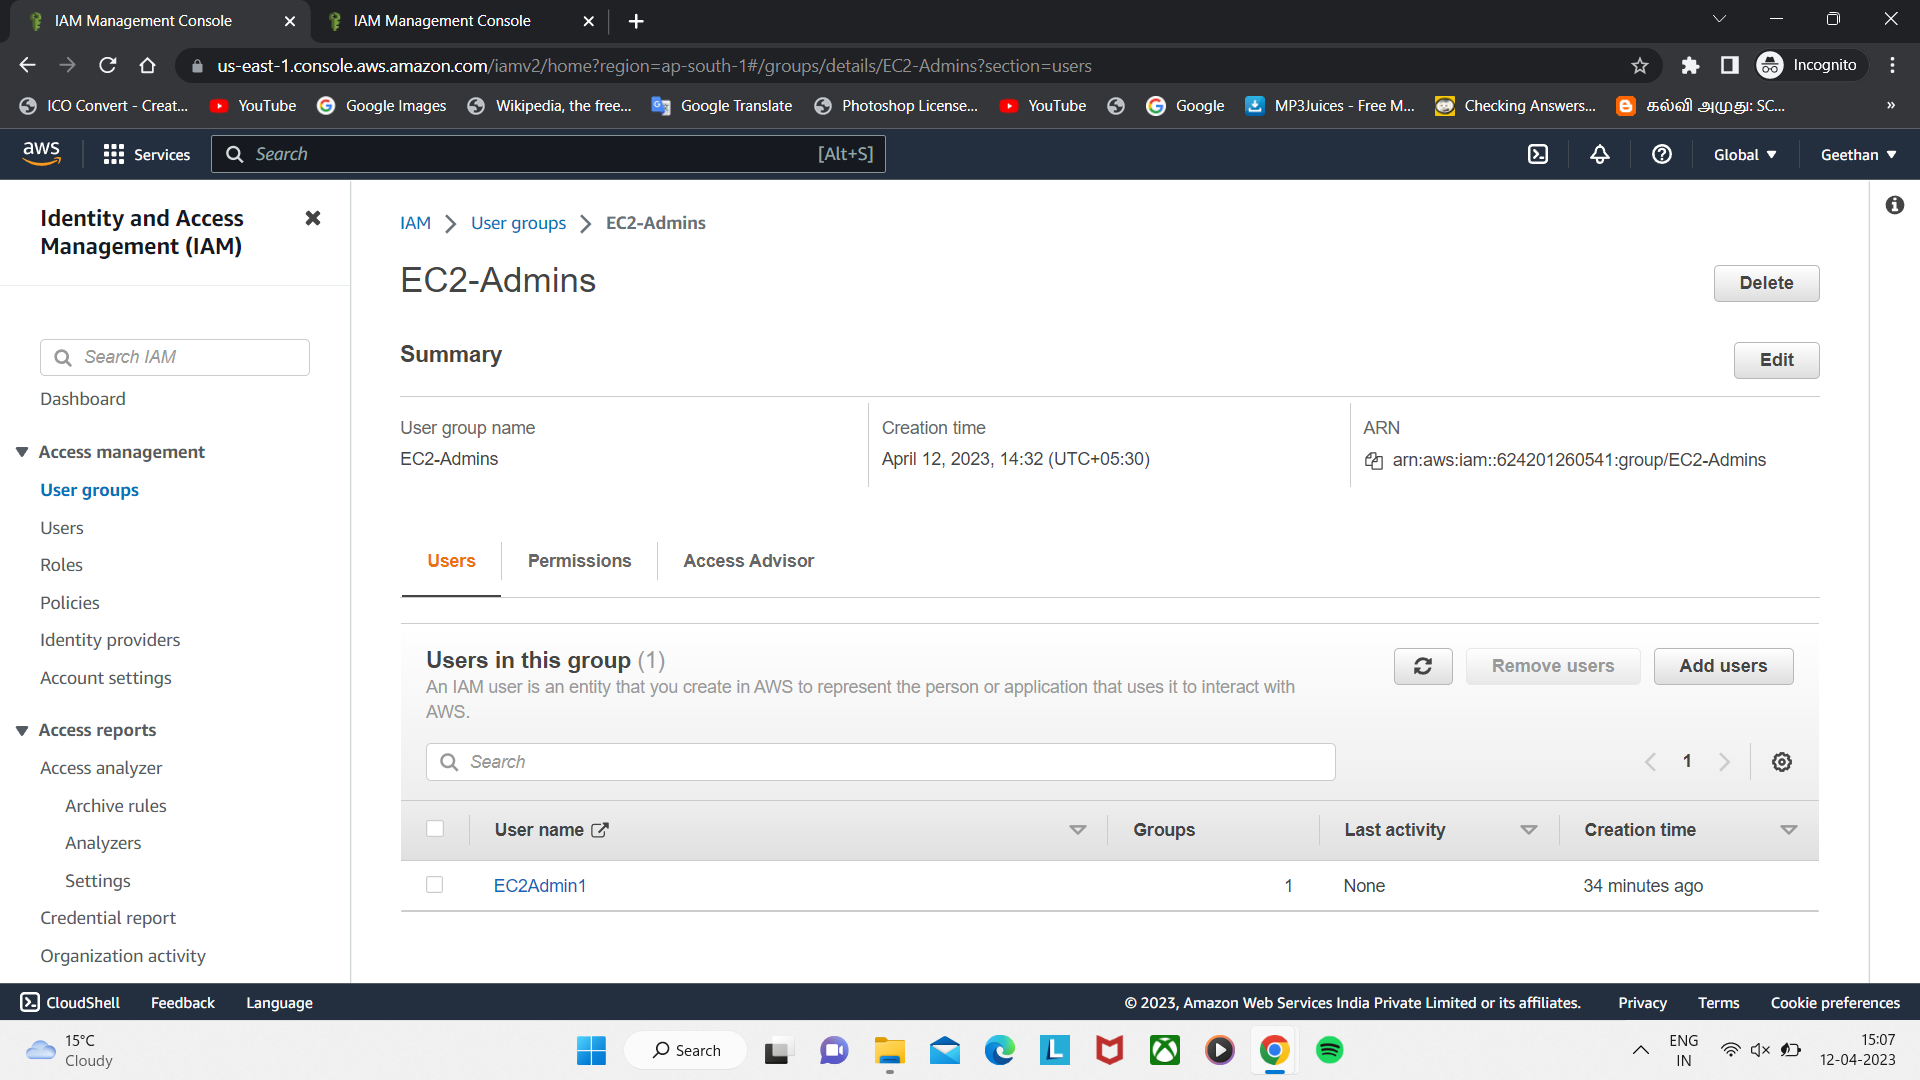 IAM Management Console
IAM Management Console
us-east-1.console.aws.amazon.com/iamv2/home?region=ap-south-1#/groups/details/EC2-Admins?section=users
Incognito
ICO Convert - Creat...
YouTube
Google Images
Wikipedia, the free...
Google Translate
Photoshop License...
YouTube
Google
MP3Juices - Free M...
Checking Answers...
கல்வி அமுது: SC...
»
aws
Services
Search
[Alt+S]
Global
Geethan
Identity and Access
Management (IAM)
Search IAM
Dashboard
Access management
User groups
Users
Roles
Policies
Identity providers
Account settings
Access reports
Access analyzer
Archive rules
Analyzers
Settings
Credential report
Organization activity
IAM > User groups > EC2-Admins
EC2-Admins
Delete
Summary
Edit
User group name
EC2-Admins
Creation time
April 12, 2023, 14:32 (UTC+05:30)
ARN
arn:aws:iam::624201260541:group/EC2-Admins
Users
Permissions
Access Advisor
Users in this group (1)
An IAM user is an entity that you create in AWS to represent the person or application that uses it to interact with
AWS.
Remove users
Add users
Search
1
User name
Groups
Last activity
Creation time
EC2Admin1
1
None
34 minutes ago
CloudShell
Feedback
Language
© 2023, Amazon Web Services India Private Limited or its affiliates.
Privacy
Terms
Cookie preferences
15°C
Cloudy
Search
L
ENG
IN
15:07
12-04-2023